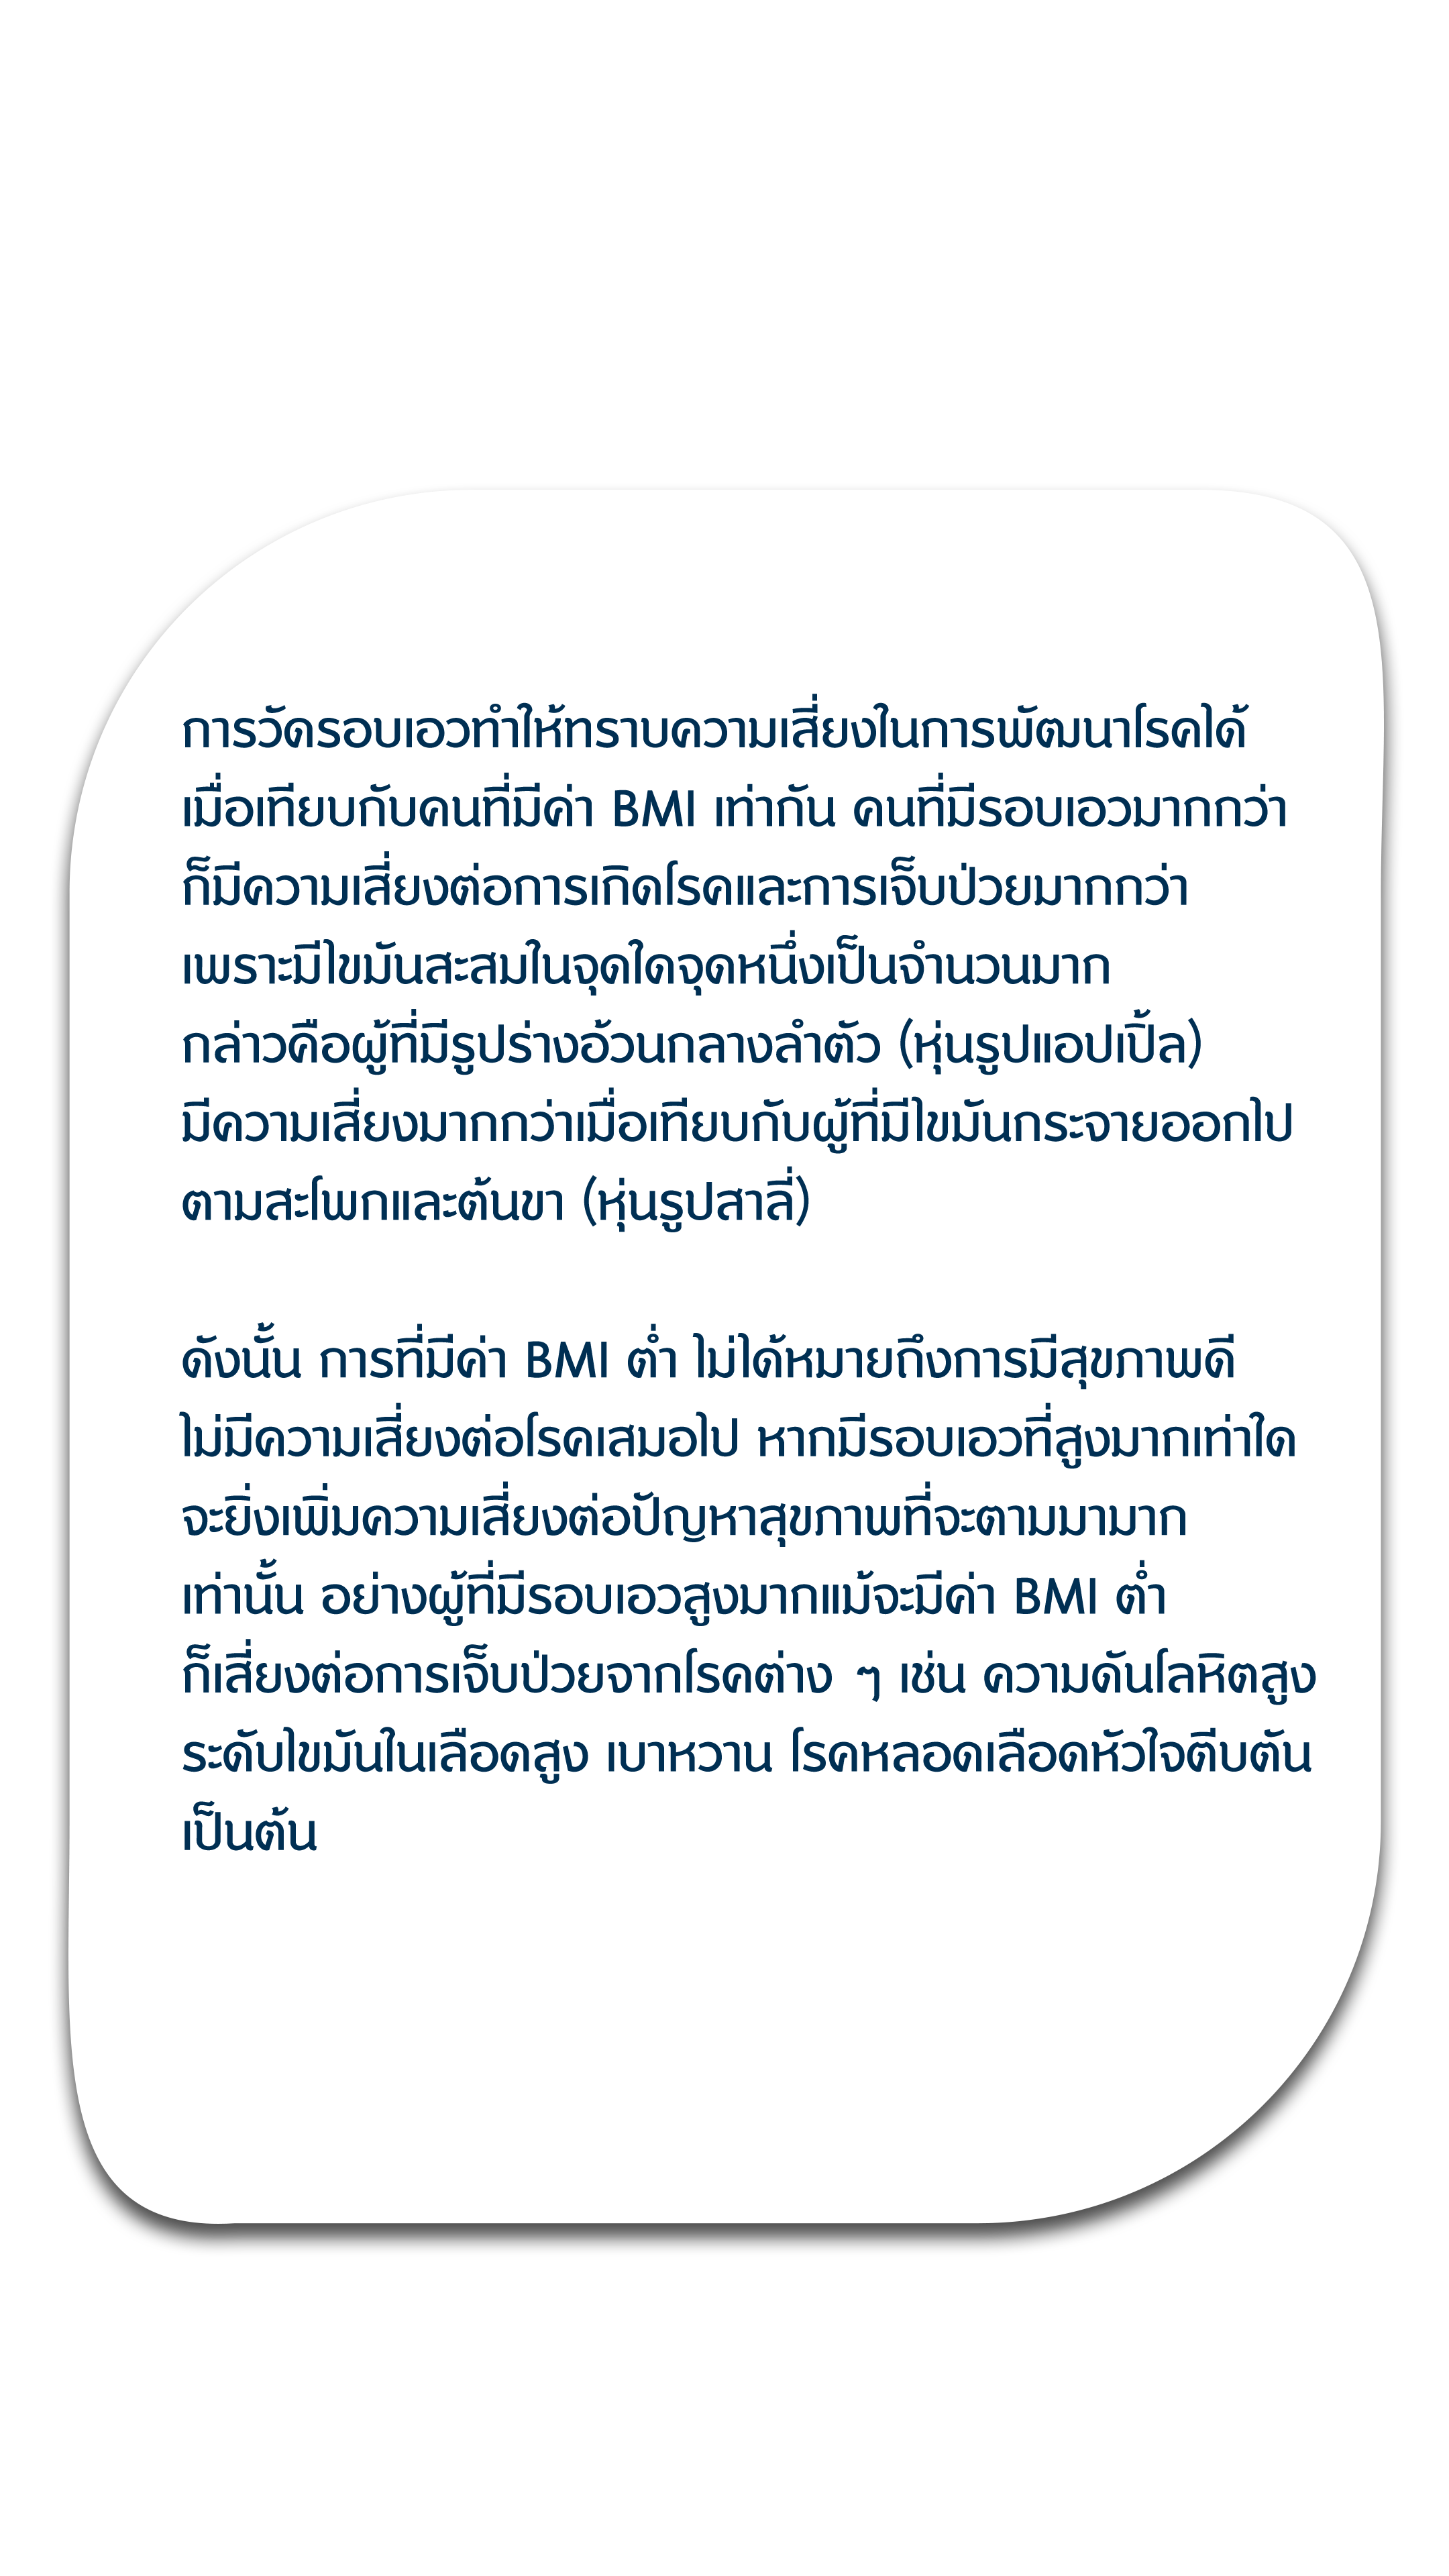 การวัดรอบเอวทำให้ทราบความเสี่ยงในการพัฒนาโรคได้
เมื่อเทียบกับคนที่มีค่า BMI เท่ากัน คนที่มีรอบเอวมากกว่า
ก็มีความเสี่ยงต่อการเกิดโรคและการเจ็บป่วยมากกว่า
เพราะมีไขมันสะสมในจุดใดจุดหนึ่งเป็นจำนวนมาก
กล่าวคือผู้ที่มีรูปร่างอ้วนกลางลำตัว (หุ่นรูปแอปเปิ้ล)
มีความเสี่ยงมากกว่าเมื่อเทียบกับผู้ที่มีไขมันกระจายออกไป
ตามสะโพกและต้นขา (หุ่นรูปสาลี่)
ดังนั้น การที่มีค่า BMI ต่ำ ไม่ได้หมายถึงการมีสุขภาพดี
ไม่มีความเสี่ยงต่อโรคเสมอไป หากมีรอบเอวที่สูงมากเท่าใด
จะยิ่งเพิ่มความเสี่ยงต่อปัญหาสุขภาพที่จะตามมามาก
เท่านั้น อย่างผู้ที่มีรอบเอวสูงมากแม้จะมีค่า BMI ต่ำ
ก็เสี่ยงต่อการเจ็บป่วยจากโรคต่าง ๆ เช่น ความดันโลหิตสูง
ระดับไขมันในเลือดสูง เบาหวาน โรคหลอดเลือดหัวใจตีบตัน
เป็นต้น